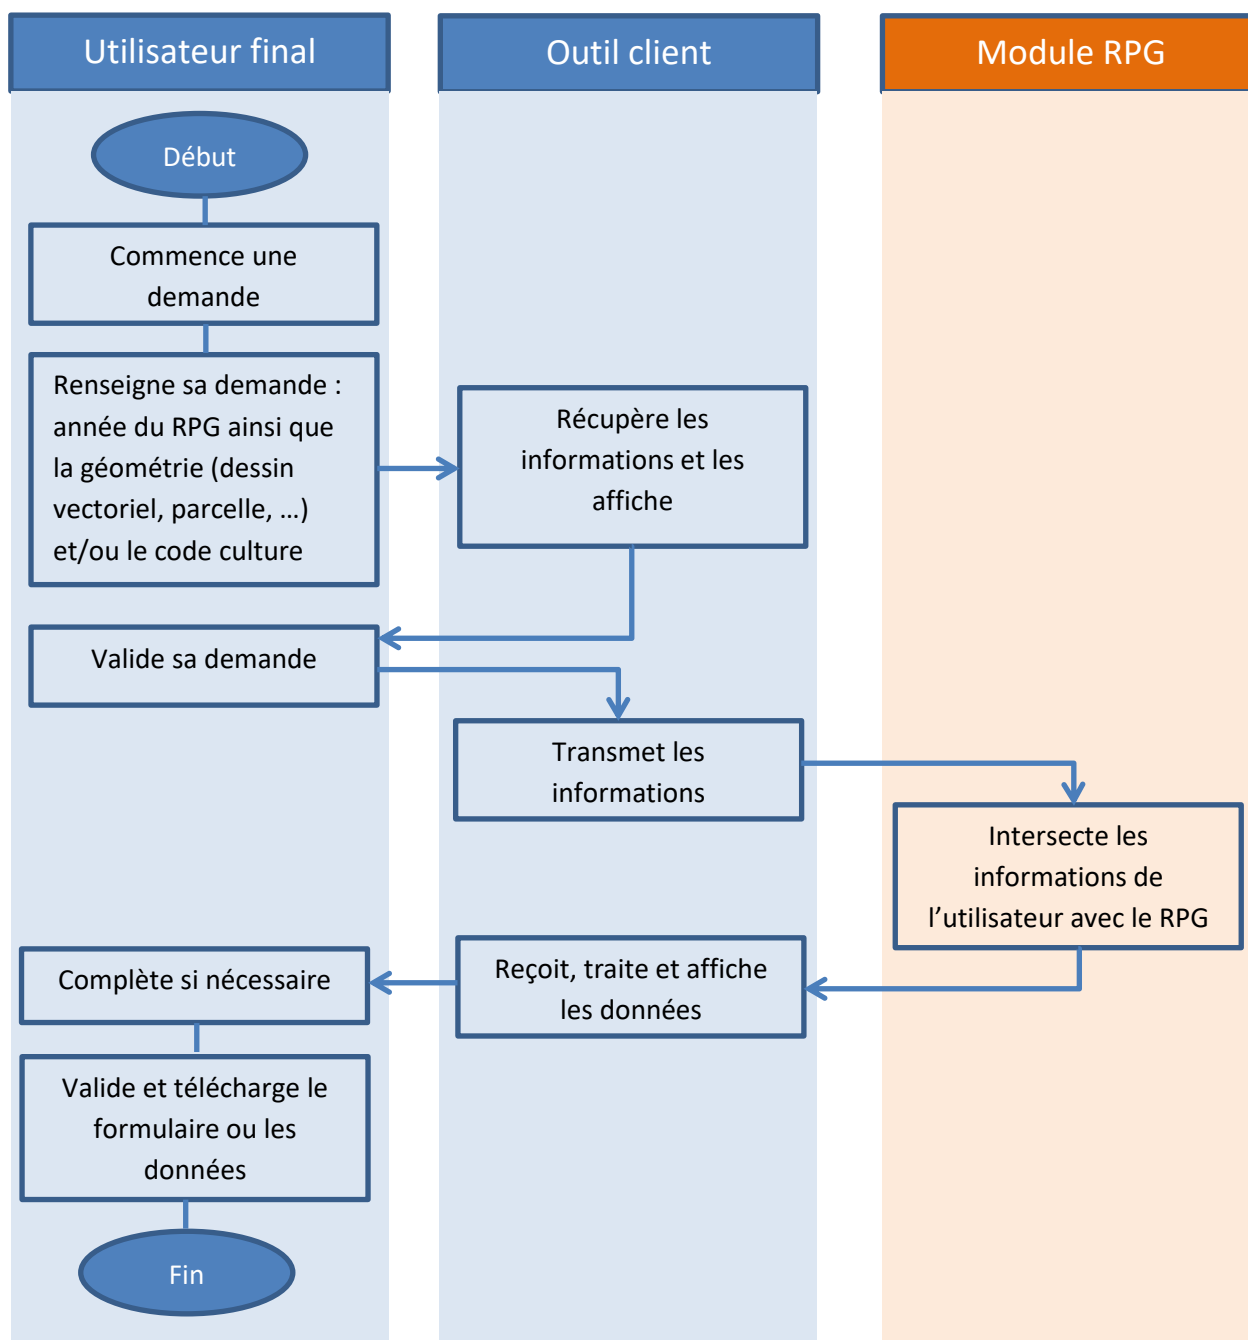 Utilisateur final
Outil client
Module RPG
Début
Commence une
demande
Renseigne sa demande :
année du RPG ainsi que
la géométrie (dessin
vectoriel, parcelle, …)
et/ou le code culture
Récupère les
informations et les
affiche
Valide sa demande
Transmet les
informations
Intersecte les
informations de
l’utilisateur avec le RPG
Reçoit, traite et affiche
les données
Complète si nécessaire
Valide et télécharge le
formulaire ou les
données
Fin